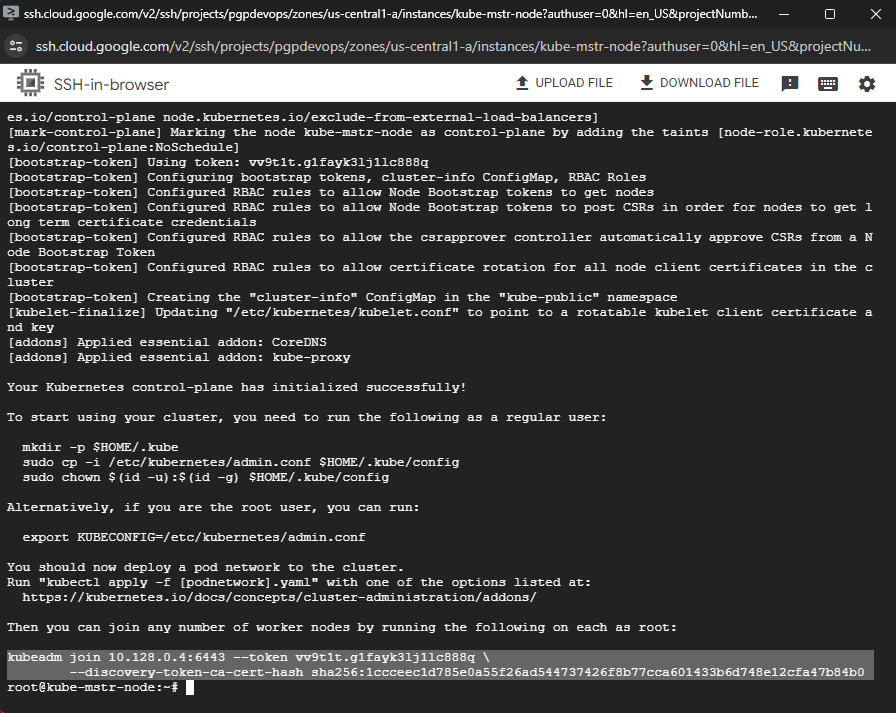 ssh.cloud.google.com/v2/ssh/projects/pgpdevops/zones/us-central1-a/instances/kube-mstr-node?authuser=0&hl=en_US&projectNumb...
ssh.cloud.google.com/v2/ssh/projects/pgpdevops/zones/us-central1-a/instances/kube-mstr-node?authuser=0&hl=en_US&projectNu...
SSH-in-browser
UPLOAD FILE
DOWNLOAD FILE
es.io/control-plane node.kubernetes.io/exclude-from-external-load-balancers]
[mark-control-plane] Marking the node kube-mstr-node as control-plane by adding the taints [node-role.kubernete
s.io/control-plane:NoSchedule]
[bootstrap-token] Using token: vv9t1t.g1fayk3lj1lc888q
[bootstrap-token] Configuring bootstrap tokens, cluster-info ConfigMap, RBAC Roles
[bootstrap-token] Configured RBAC rules to allow Node Bootstrap tokens to get nodes
[bootstrap-token] Configured RBAC rules to allow Node Bootstrap tokens to post CSRs in order for nodes to get l
ong term certificate credentials
[bootstrap-token] Configured RBAC rules to allow the csrapprover controller automatically approve CSRs from a N
ode Bootstrap Token
[bootstrap-token] Configured RBAC rules to allow certificate rotation for all node client certificates in the c
luster
[bootstrap-token] Creating the "cluster-info" ConfigMap in the "kube-public" namespace
[kubelet-finalize] Updating "/etc/kubernetes/kubelet.conf" to point to a rotatable kubelet client certificate a
nd key
[addons] Applied essential addon: CoreDNS
[addons] Applied essential addon: kube-proxy
Your Kubernetes control-plane has initialized successfully!
To start using your cluster, you need to run the following as a regular user:
mkdir -p $HOME/.kube
sudo cp -i /etc/kubernetes/admin.conf $HOME/.kube/config
sudo chown $(id -u):$(id -g) $HOME/.kube/config
Alternatively, if you are the root user, you can run:
export KUBECONFIG=/etc/kubernetes/admin.conf
You should now deploy a pod network to the cluster.
Run "kubectl apply -f [podnetwork].yaml" with one of the options listed at:
https://kubernetes.io/docs/concepts/cluster-administration/addons/
Then you can join any number of worker nodes by running the following on each as root:
kubeadm join 10.128.0.4:6443 --token vv9t1t.g1fayk3lj1lc888q \
--discovery-token-ca-cert-hash sha256:1ccceec1d785e0a55f26ad544737426f8b77cca601433b6d748e12cfa47b84b0
root@kube-mstr-node:~#